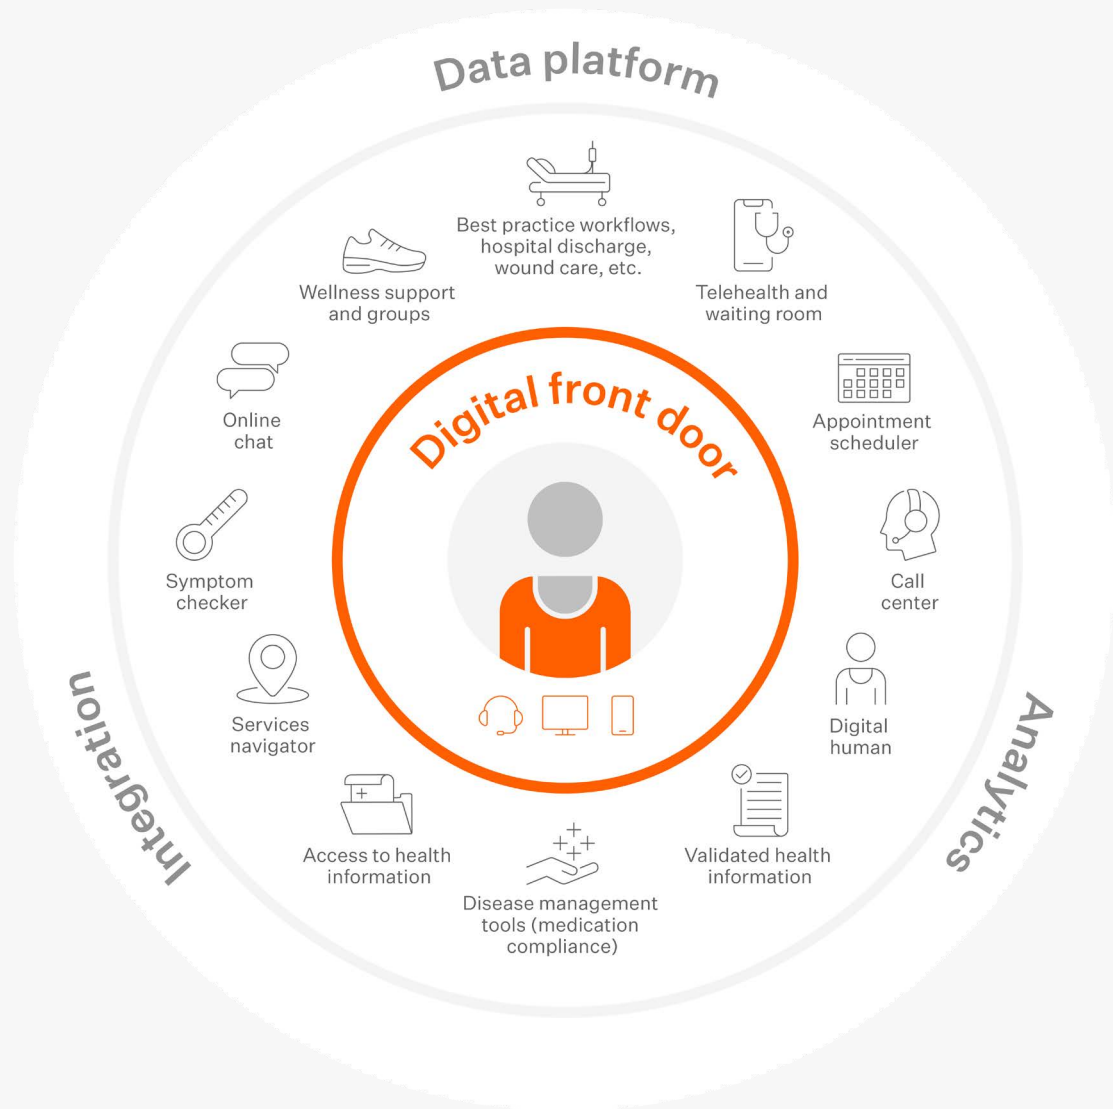 Data platform
Best practice workflows,
hospital discharge,
wound care, etc.
Telehealth and
waiting room
Appointment
scheduler
Call
center
Digital
human
Validated health
information
Disease management
tools (medication
compliance)
Access to health
information
Services
navigator
Symptom
checker
Online
chat
Wellness support
and groups
Digital front door
Analytics
Integration